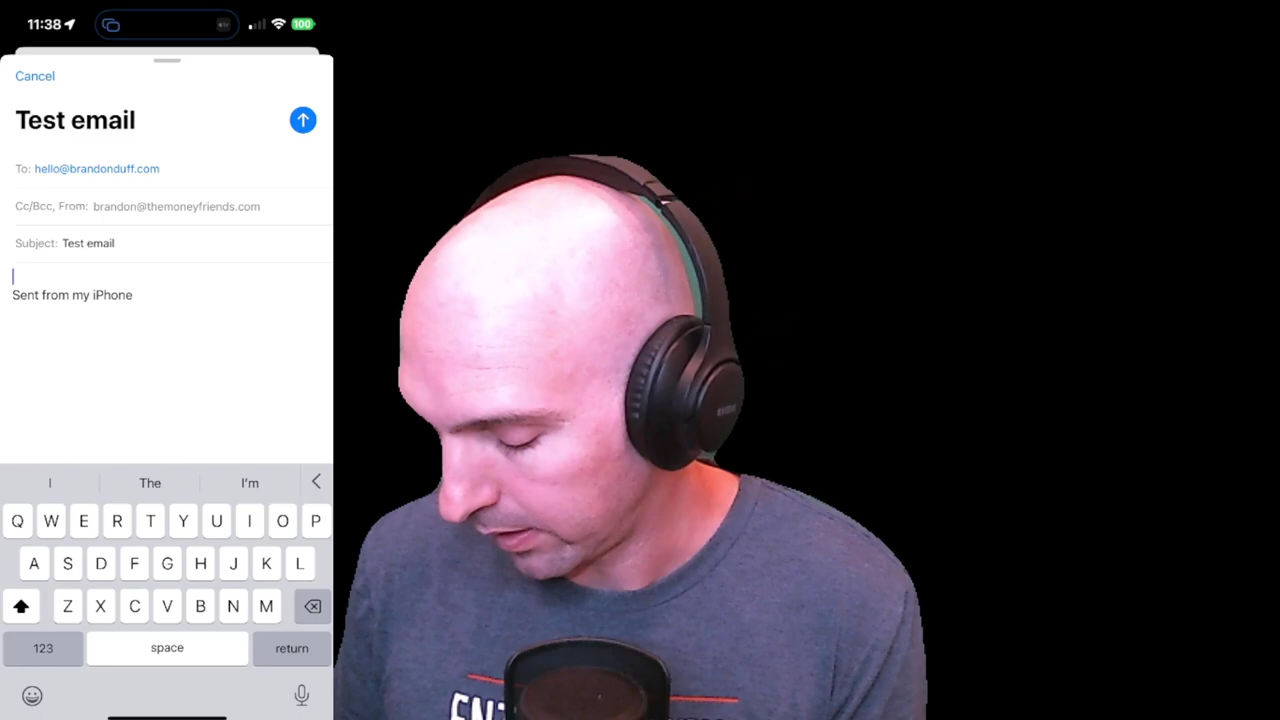 11:38
100
Cancel
Test email
To: hello@brandonduff.com
Cc/Bcc, From: brandon@themoneyfriends.com
Subject: Test email
Sent from my iPhone
I The I'm
Q W E R T Y U I O P
A S D F G H J K L
Z X C V B N M
123 space return